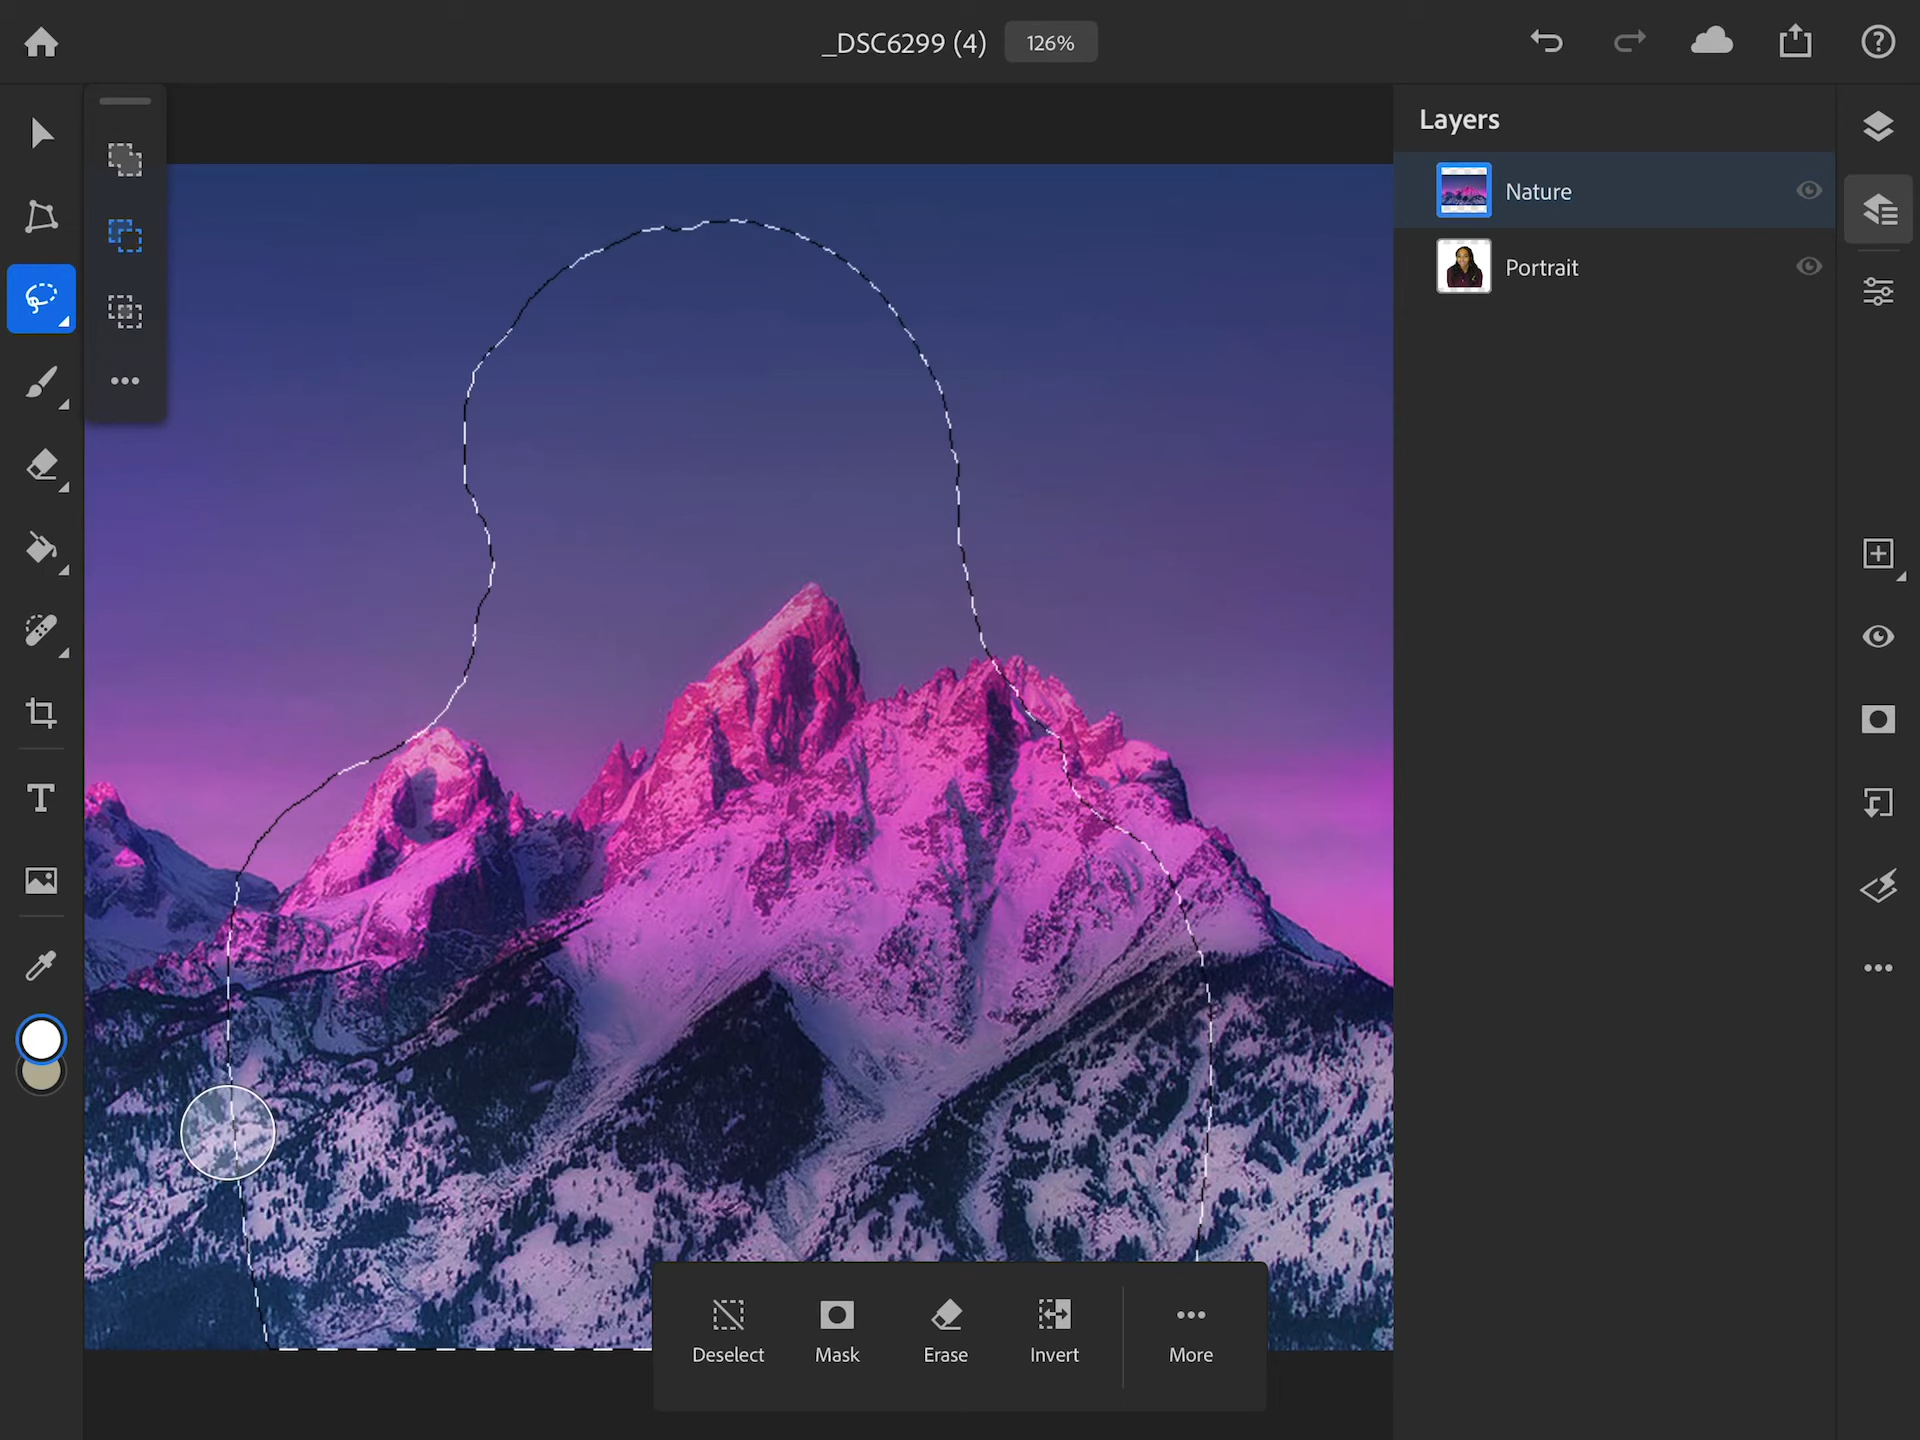 _DSC6299 (4)
126%
Layers
Nature
Portrait
T
Deselect
Mask
Erase
Invert
More